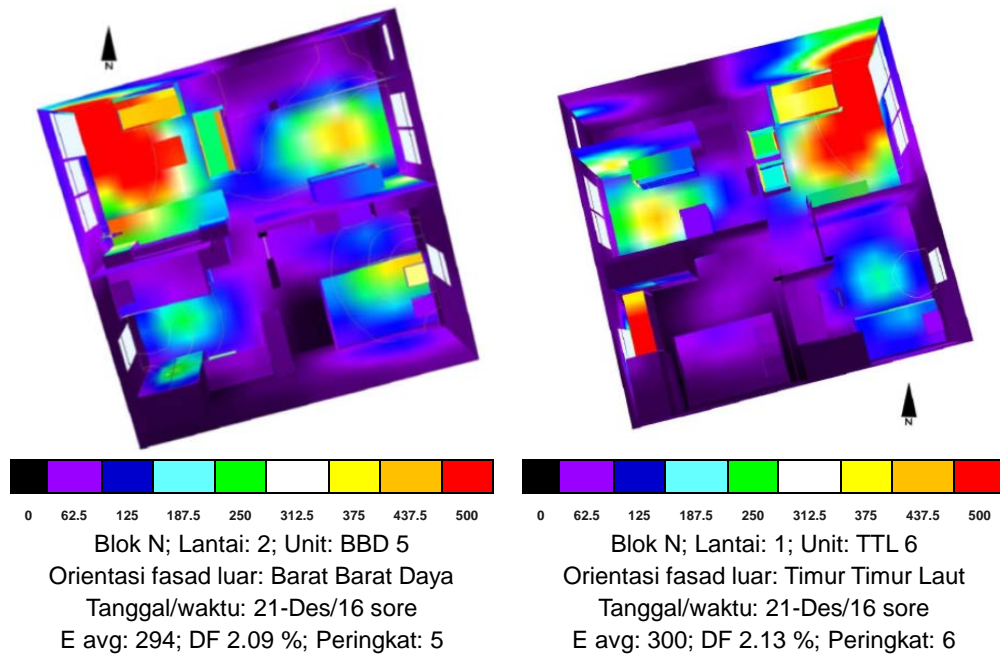 N
N
0 62.5 125 187.5 250 312.5 375 437.5 500
Blok N; Lantai: 2; Unit: BBD 5
Orientasi fasad luar: Barat Barat Daya
Tanggal/waktu: 21-Des/16 sore
E avg: 294; DF 2.09 %; Peringkat: 5
0 62.5 125 187.5 250 312.5 375 437.5 500
Blok N; Lantai: 1; Unit: TTL 6
Orientasi fasad luar: Timur Timur Laut
Tanggal/waktu: 21-Des/16 sore
E avg: 300; DF 2.13 %; Peringkat: 6